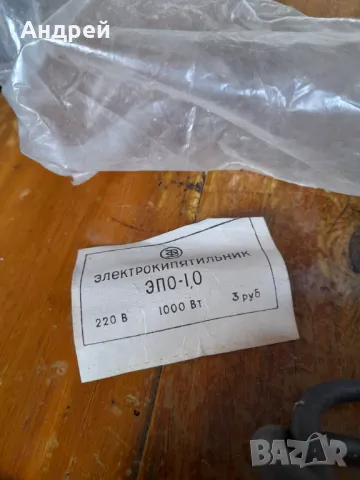 Андрей
ЭЛЕКТРОКИПЯТИЛЬНИК
ЭПО-1,0
220 В 1000 Вт 3 руб
BAZAR